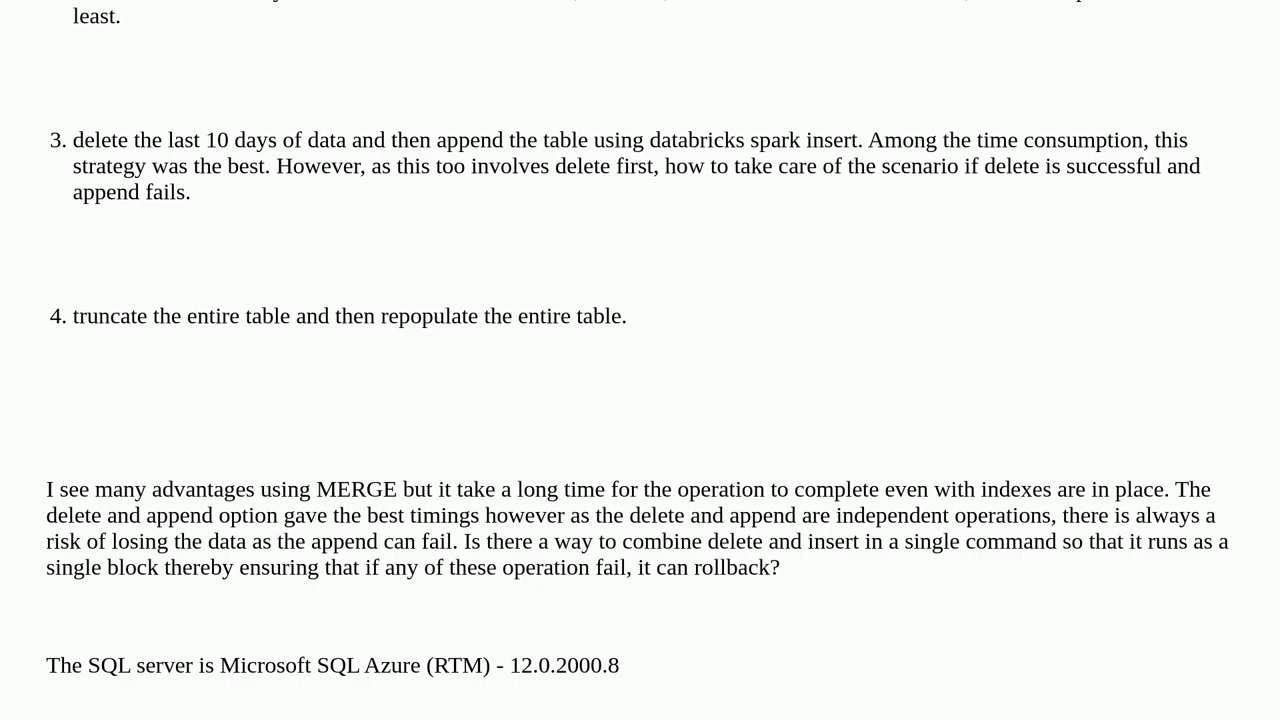 least.
3. delete the last 10 days of data and then append the table using databricks spark insert. Among the time consumption, this
strategy was the best. However, as this too involves delete first, how to take care of the scenario if delete is successful and
append fails.
4. truncate the entire table and then repopulate the entire table.
I see many advantages using MERGE but it take a long time for the operation to complete even with indexes are in place. The
delete and append option gave the best timings however as the delete and append are independent operations, there is always a
risk of losing the data as the append can fail. Is there a way to combine delete and insert in a single command so that it runs as a
single block thereby ensuring that if any of these operation fail, it can rollback?
The SQL server is Microsoft SQL Azure (RTM) - 12.0.2000.8